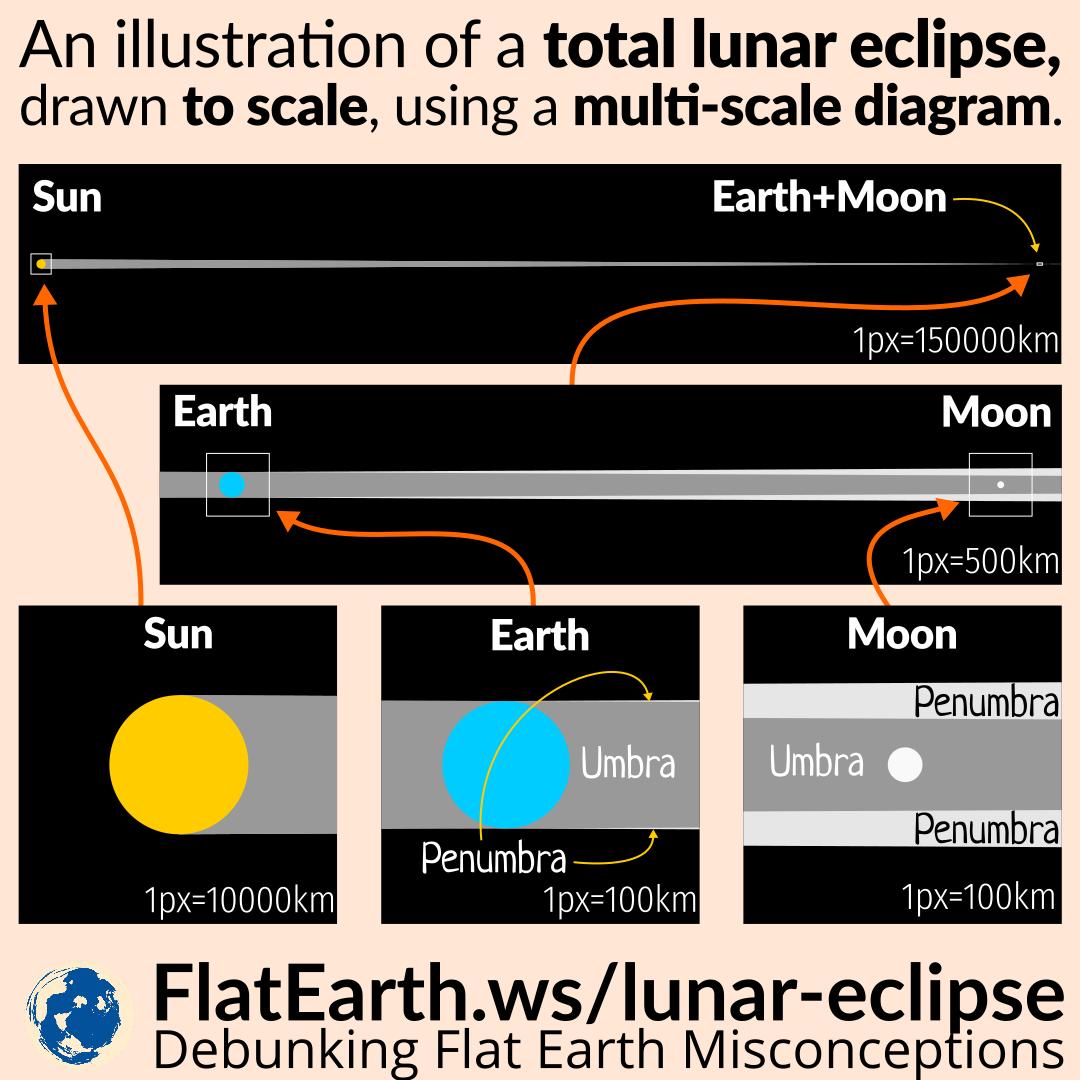 An illustration of a total lunar eclipse,
drawn to scale, using a multi-scale diagram.
Sun
Earth+Moon
1px=150000km
Earth
Moon
1px=500km
Sun
1px=10000km
Earth
Umbra
Penumbra
1px=100km
Moon
Penumbra
Umbra
Penumbra
1px=100km
FlatEarth.ws/lunar-eclipse
Debunking Flat Earth Misconceptions